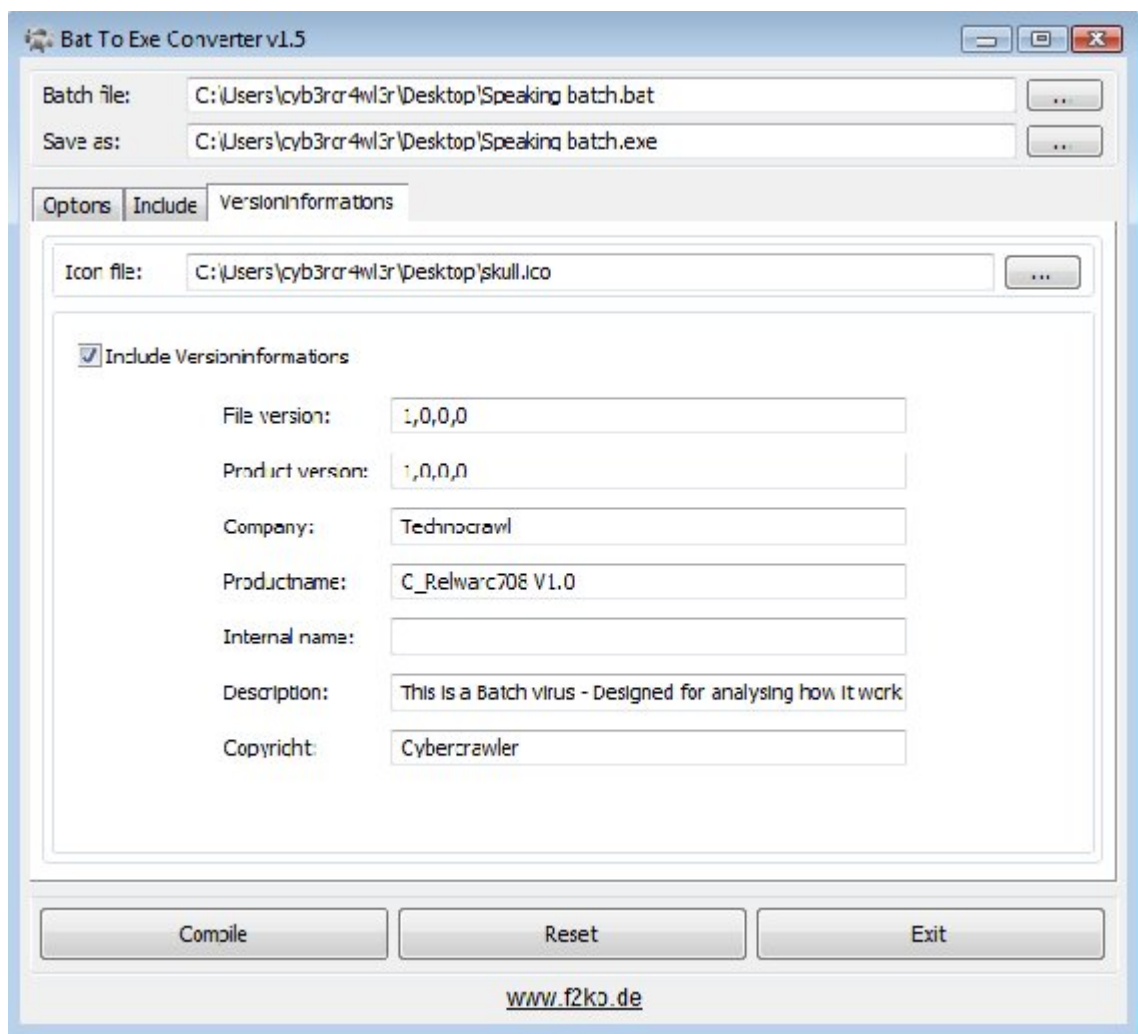 Bat To Exe Converter v1.5
Batch file: C:\Users\cyb3rcr4wl3r\Desktop\Speaking batch.bat ...
Save as: C:\Users\cyb3rcr4wl3r\Desktop\Speaking batch.exe ...
Optons Include Versioninformations
Icon file: C:\Users\cyb3rcr4wl3r\Desktop\skull.ico ...
Include Versioninformations
File version: 1,0,0,0
Product version: 1,0,0,0
Company: Technocrawl
Productname: C_Relwarc708 V1.0
Internal name:
Description: This is a Batch virus - Designed for analysing how it work
Copyright: Cybercrawler
Compile Reset Exit
www.f2ko.de